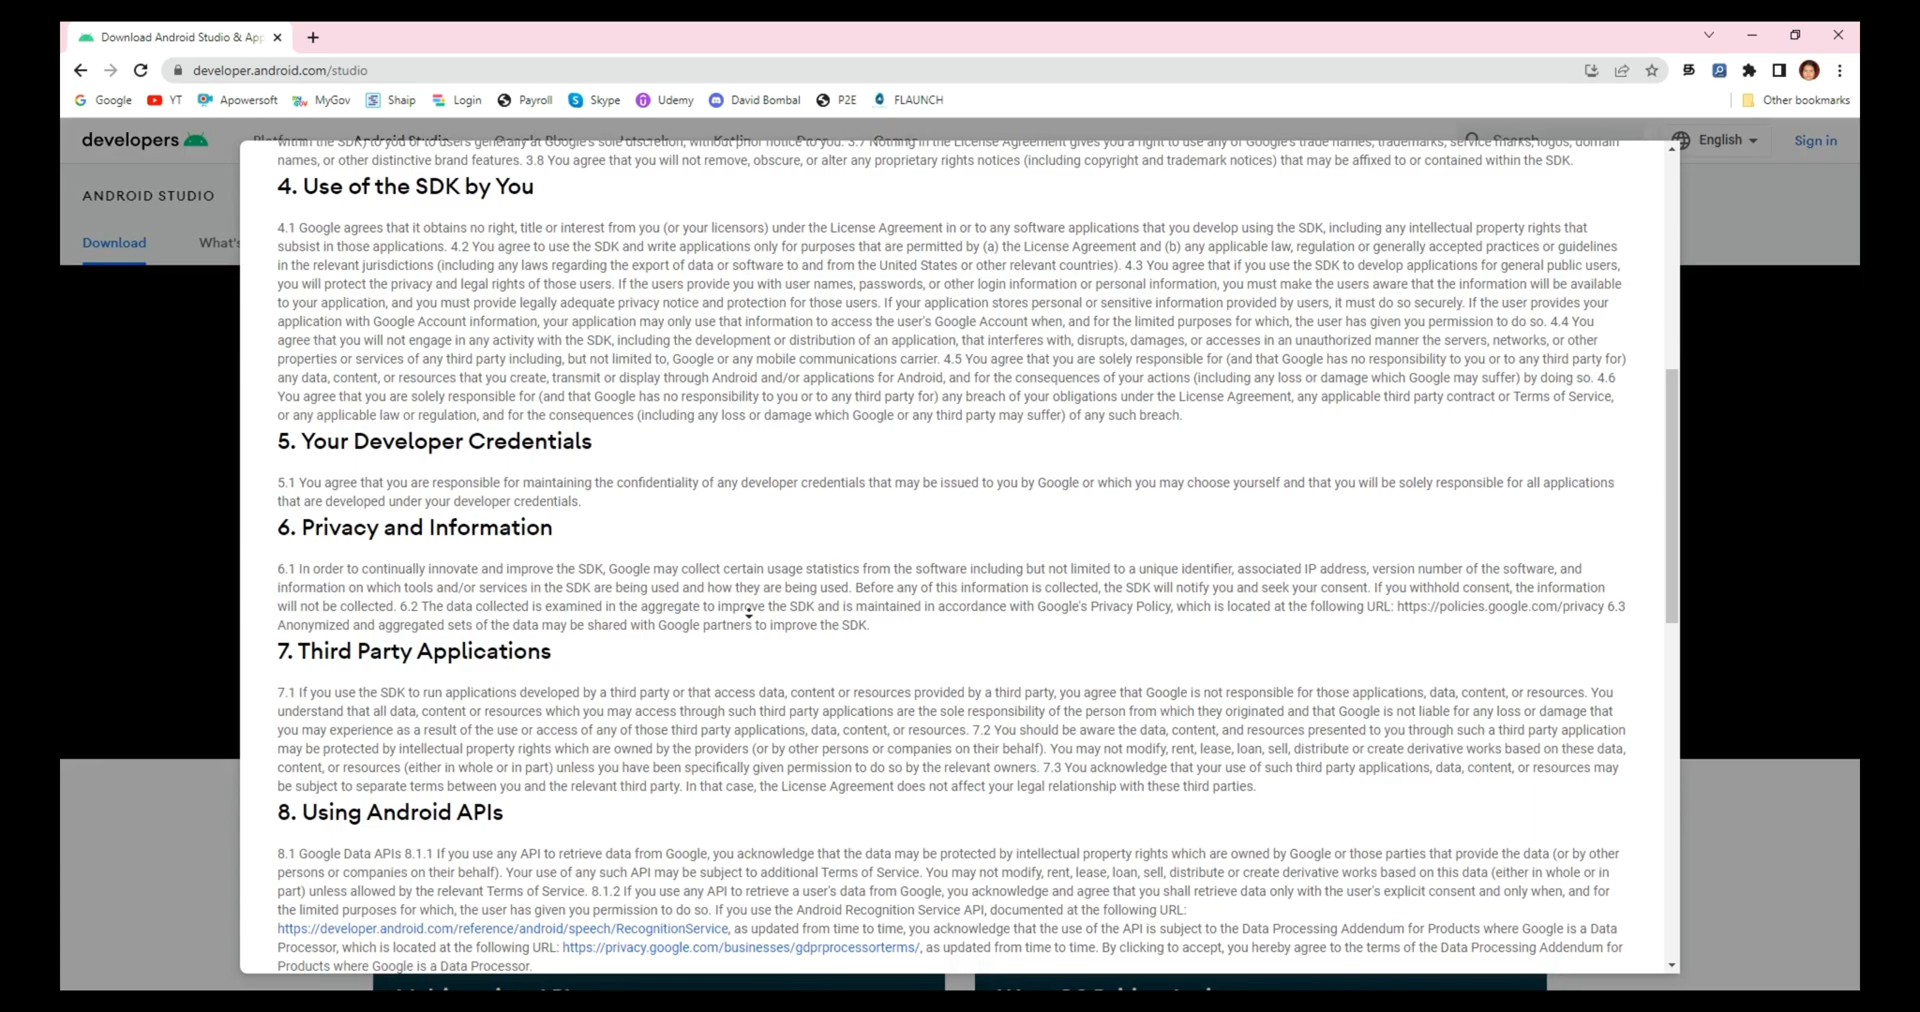 Download Android Studio & App
developer.android.com/studio
Google YT Apowersoft MyGov Shaip Login Payroll Skype Udemy David Bombal P2E FLAUNCH Other bookmarks
developers Platform Android Studio Google Play Jetpack Kotlin Docs Games Search English Sign in
ANDROID STUDIO
Download What's
within the SDK) to you or to users generally at Google's sole discretion, without prior notice to you. 3.7 Nothing in the License Agreement gives you a right to use any of Google's trade names, trademarks, service marks, logos, domain
names, or other distinctive brand features. 3.8 You agree that you will not remove, obscure, or alter any proprietary rights notices (including copyright and trademark notices) that may be affixed to or contained within the SDK.
4. Use of the SDK by You
4.1 Google agrees that it obtains no right, title or interest from you (or your licensors) under the License Agreement in or to any software applications that you develop using the SDK, including any intellectual property rights that
subsist in those applications. 4.2 You agree to use the SDK and write applications only for purposes that are permitted by (a) the License Agreement and (b) any applicable law, regulation or generally accepted practices or guidelines
in the relevant jurisdictions (including any laws regarding the export of data or software to and from the United States or other relevant countries). 4.3 You agree that if you use the SDK to develop applications for general public users,
you will protect the privacy and legal rights of those users. If the users provide you with user names, passwords, or other login information or personal information, you must make the users aware that the information will be available
to your application, and you must provide legally adequate privacy notice and protection for those users. If your application stores personal or sensitive information provided by users, it must do so securely. If the user provides your
application with Google Account information, your application may only use that information to access the user's Google Account when, and for the limited purposes for which, the user has given you permission to do so. 4.4 You
agree that you will not engage in any activity with the SDK, including the development or distribution of an application, that interferes with, disrupts, damages, or accesses in an unauthorized manner the servers, networks, or other
properties or services of any third party including, but not limited to, Google or any mobile communications carrier. 4.5 You agree that you are solely responsible for (and that Google has no responsibility to you or to any third party for)
any data, content, or resources that you create, transmit or display through Android and/or applications for Android, and for the consequences of your actions (including any loss or damage which Google may suffer) by doing so. 4.6
You agree that you are solely responsible for (and that Google has no responsibility to you or to any third party for) any breach of your obligations under the License Agreement, any applicable third party contract or Terms of Service,
or any applicable law or regulation, and for the consequences (including any loss or damage which Google or any third party may suffer) of any such breach.
5. Your Developer Credentials
5.1 You agree that you are responsible for maintaining the confidentiality of any developer credentials that may be issued to you by Google or which you may choose yourself and that you will be solely responsible for all applications
that are developed under your developer credentials.
6. Privacy and Information
6.1 In order to continually innovate and improve the SDK, Google may collect certain usage statistics from the software including but not limited to a unique identifier, associated IP address, version number of the software, and
information on which tools and/or services in the SDK are being used and how they are being used. Before any of this information is collected, the SDK will notify you and seek your consent. If you withhold consent, the information
will not be collected. 6.2 The data collected is examined in the aggregate to improve the SDK and is maintained in accordance with Google's Privacy Policy, which is located at the following URL: https://policies.google.com/privacy 6.3
Anonymized and aggregated sets of the data may be shared with Google partners to improve the SDK.
7. Third Party Applications
7.1 If you use the SDK to run applications developed by a third party or that access data, content or resources provided by a third party, you agree that Google is not responsible for those applications, data, content, or resources. You
understand that all data, content or resources which you may access through such third party applications are the sole responsibility of the person from which they originated and that Google is not liable for any loss or damage that
you may experience as a result of the use or access of any of those third party applications, data, content, or resources. 7.2 You should be aware the data, content, and resources presented to you through such a third party application
may be protected by intellectual property rights which are owned by the providers (or by other persons or companies on their behalf). You may not modify, rent, lease, loan, sell, distribute or create derivative works based on these data,
content, or resources (either in whole or in part) unless you have been specifically given permission to do so by the relevant owners. 7.3 You acknowledge that your use of such third party applications, data, content, or resources may
be subject to separate terms between you and the relevant third party. In that case, the License Agreement does not affect your legal relationship with these third parties.
8. Using Android APIs
8.1 Google Data APIs 8.1.1 If you use any API to retrieve data from Google, you acknowledge that the data may be protected by intellectual property rights which are owned by Google or those parties that provide the data (or by other
persons or companies on their behalf). Your use of any such API may be subject to additional Terms of Service. You may not modify, rent, lease, loan, sell, distribute or create derivative works based on this data (either in whole or in
part) unless allowed by the relevant Terms of Service. 8.1.2 If you use any API to retrieve a user's data from Google, you acknowledge and agree that you shall retrieve data only with the user's explicit consent and only when, and for
the limited purposes for which, the user has given you permission to do so. If you use the Android Recognition Service API, documented at the following URL:
https://developer.android.com/reference/android/speech/RecognitionService, as updated from time to time, you acknowledge that the use of the API is subject to the Data Processing Addendum for Products where Google is a Data
Processor, which is located at the following URL: https://privacy.google.com/businesses/gdprprocessorterms/, as updated from time to time. By clicking to accept, you hereby agree to the terms of the Data Processing Addendum for
Products where Google is a Data Processor.